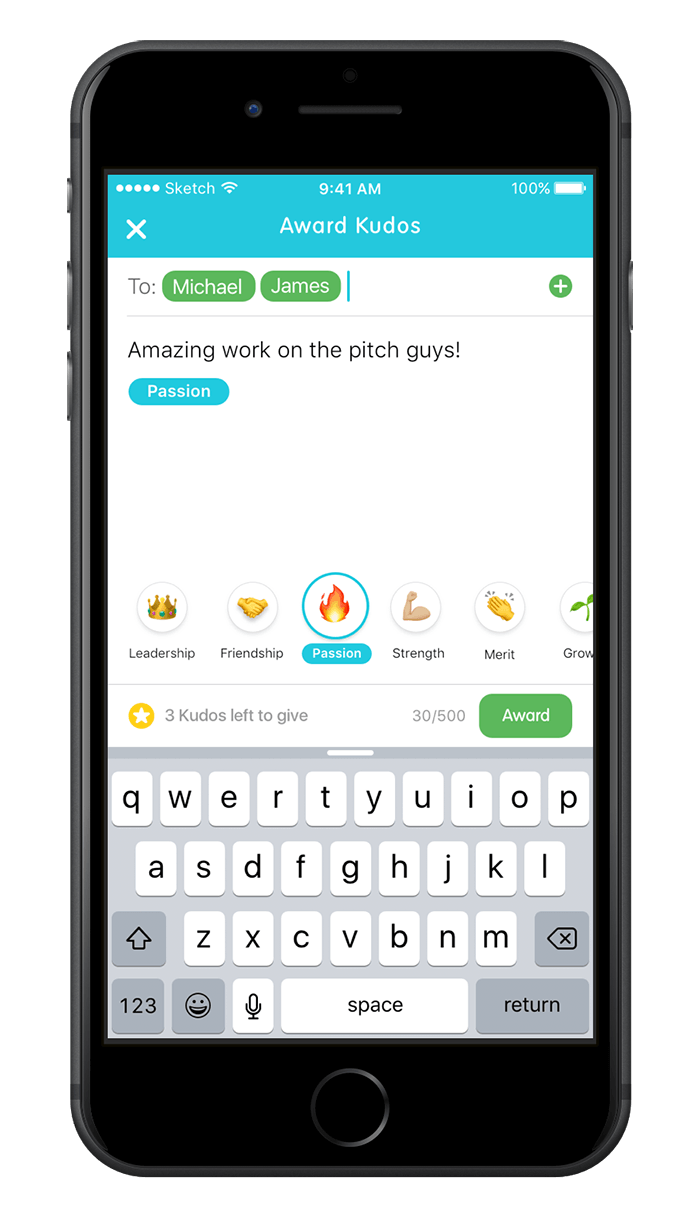 Sketch 9:41 AM 100%
Award Kudos
To: Michael James
Amazing work on the pitch guys!
Passion
Leadership Friendship Passion Strength Merit Grow
3 Kudos left to give 30/500 Award
q w e r t y u i o p
a s d f g h j k l
z x c v b n m
123 space return